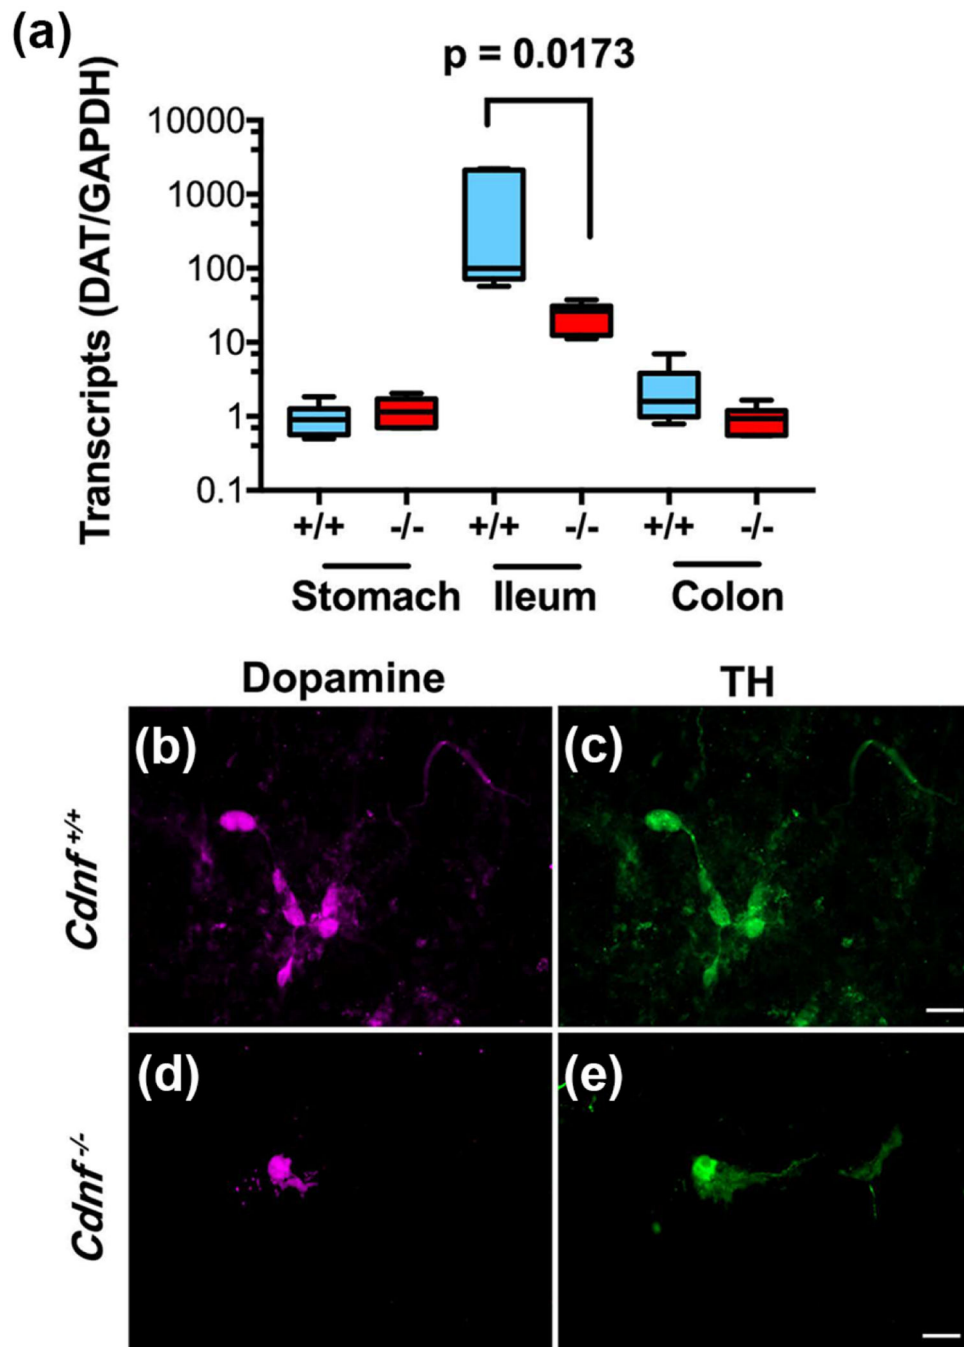 (a)
p = 0.0173
Transcripts (DAT/GAPDH)
10000
1000
100
10
1
0.1
+/+ -/- +/+ -/- +/+ -/-
Stomach Ileum Colon
Dopamine TH
Cdnf+/+
(b) (c)
Cdnf-/-
(d) (e)